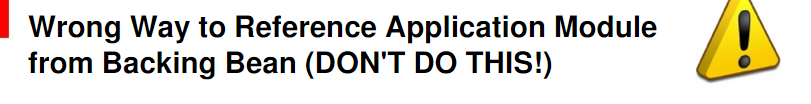 Wrong Way to Reference Application Module
from Backing Bean (DON'T DO THIS!)